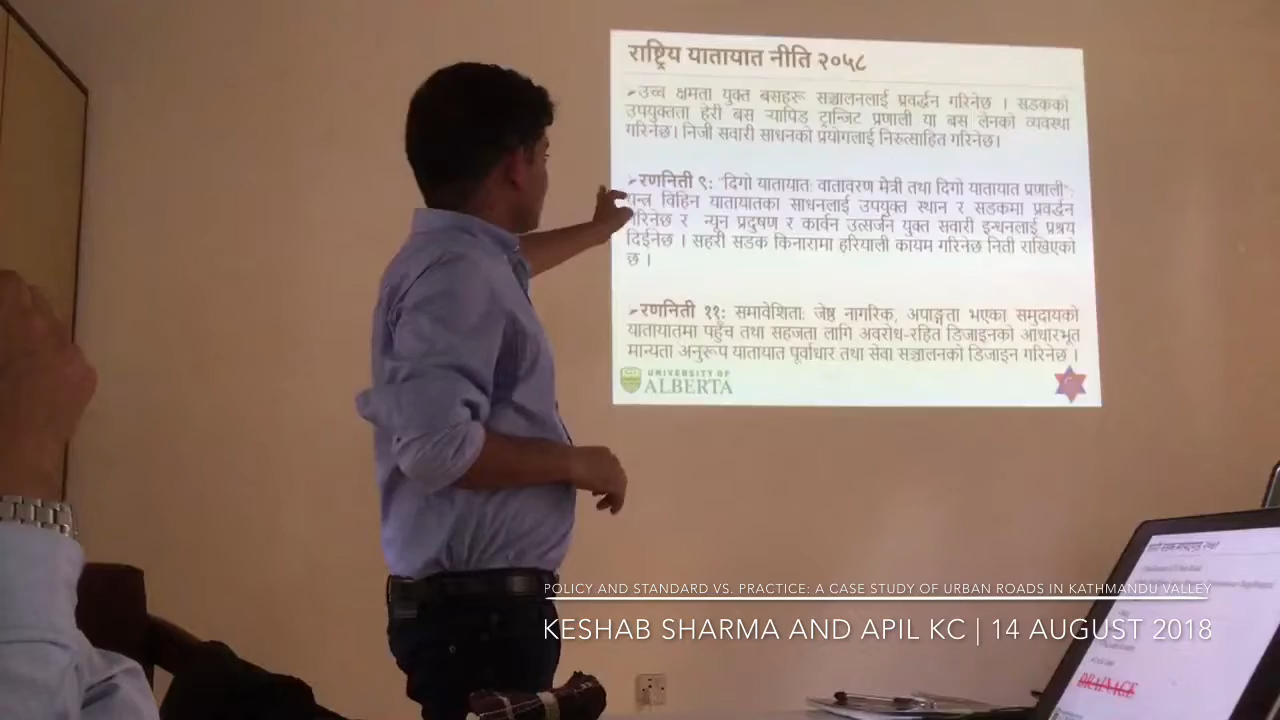 राष्ट्रिय यातायात नीति २०५८
➢उच्च क्षमता युक्त बसहरू सञ्चालनलाई प्रवर्द्धन गरिनेछ । सडकको
उपयुक्तता हेरी बस ऱ्यापिड ट्रान्जिट प्रणाली या बस लेनको व्यवस्था
गरिनेछ। निजी सवारी साधनको प्रयोगलाई निरुत्साहित गरिनेछ।
➢रणनिती ९: "दिगो यातायात: वातावरण मैत्री तथा दिगो यातायात प्रणाली":
यन्त्र विहिन यातायातका साधनलाई उपयुक्त स्थान र सडकमा प्रवर्द्धन
गरिनेछ र न्यून प्रदुषण र कार्वन उत्सर्जन युक्त सवारी इन्धनलाई प्रश्रय
दिईनेछ । सहरी सडक किनारामा हरियाली कायम गरिनेछ निती राखिएको
छ ।
➢रणनिती ११: समावेशिता: जेष्ठ नागरिक, अपाङ्गता भएका समुदायको
यातायातमा पहुँच तथा सहजता लागि अवरोध-रहित डिजाइनको आधारभूत
मान्यता अनुरूप यातायात पूर्वाधार तथा सेवा सञ्चालनको डिजाइन गरिनेछ ।
UNIVERSITY OF
ALBERTA
POLICY AND STANDARD VS. PRACTICE: A CASE STUDY OF URBAN ROADS IN KATHMANDU VALLEY
KESHAB SHARMA AND APIL KC | 14 AUGUST 2018
DRAINAGE